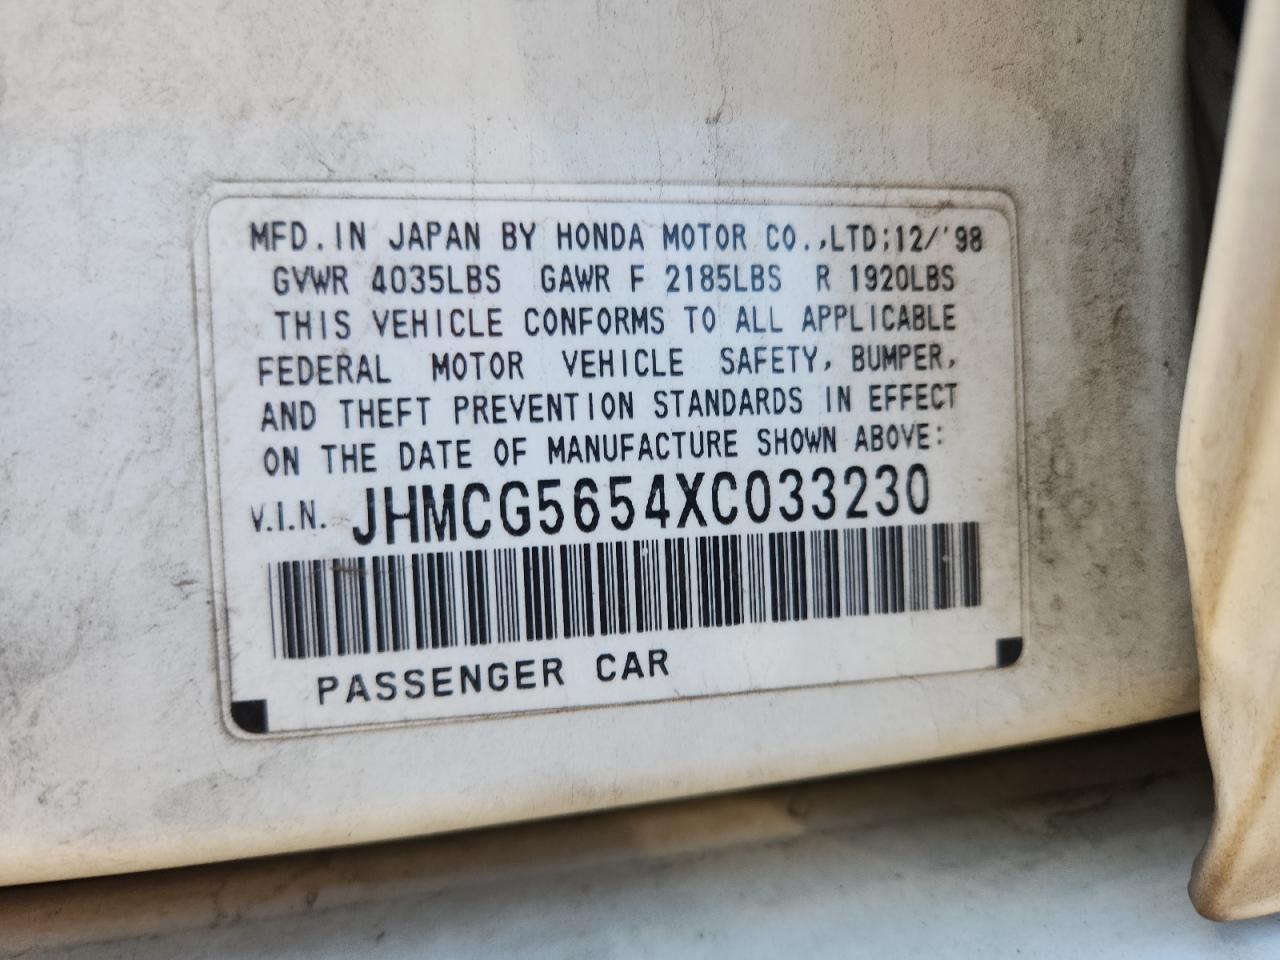 MFD. IN JAPAN BY HONDA MOTOR CO.,LTD;12/'98
GVWR 4035LBS GAWR F 2185LBS R 1920LBS
THIS VEHICLE CONFORMS TO ALL APPLICABLE
FEDERAL MOTOR VEHICLE SAFETY, BUMPER,
AND THEFT PREVENTION STANDARDS IN EFFECT
ON THE DATE OF MANUFACTURE SHOWN ABOVE:
V.I.N. JHMCG5654XC033230
PASSENGER CAR